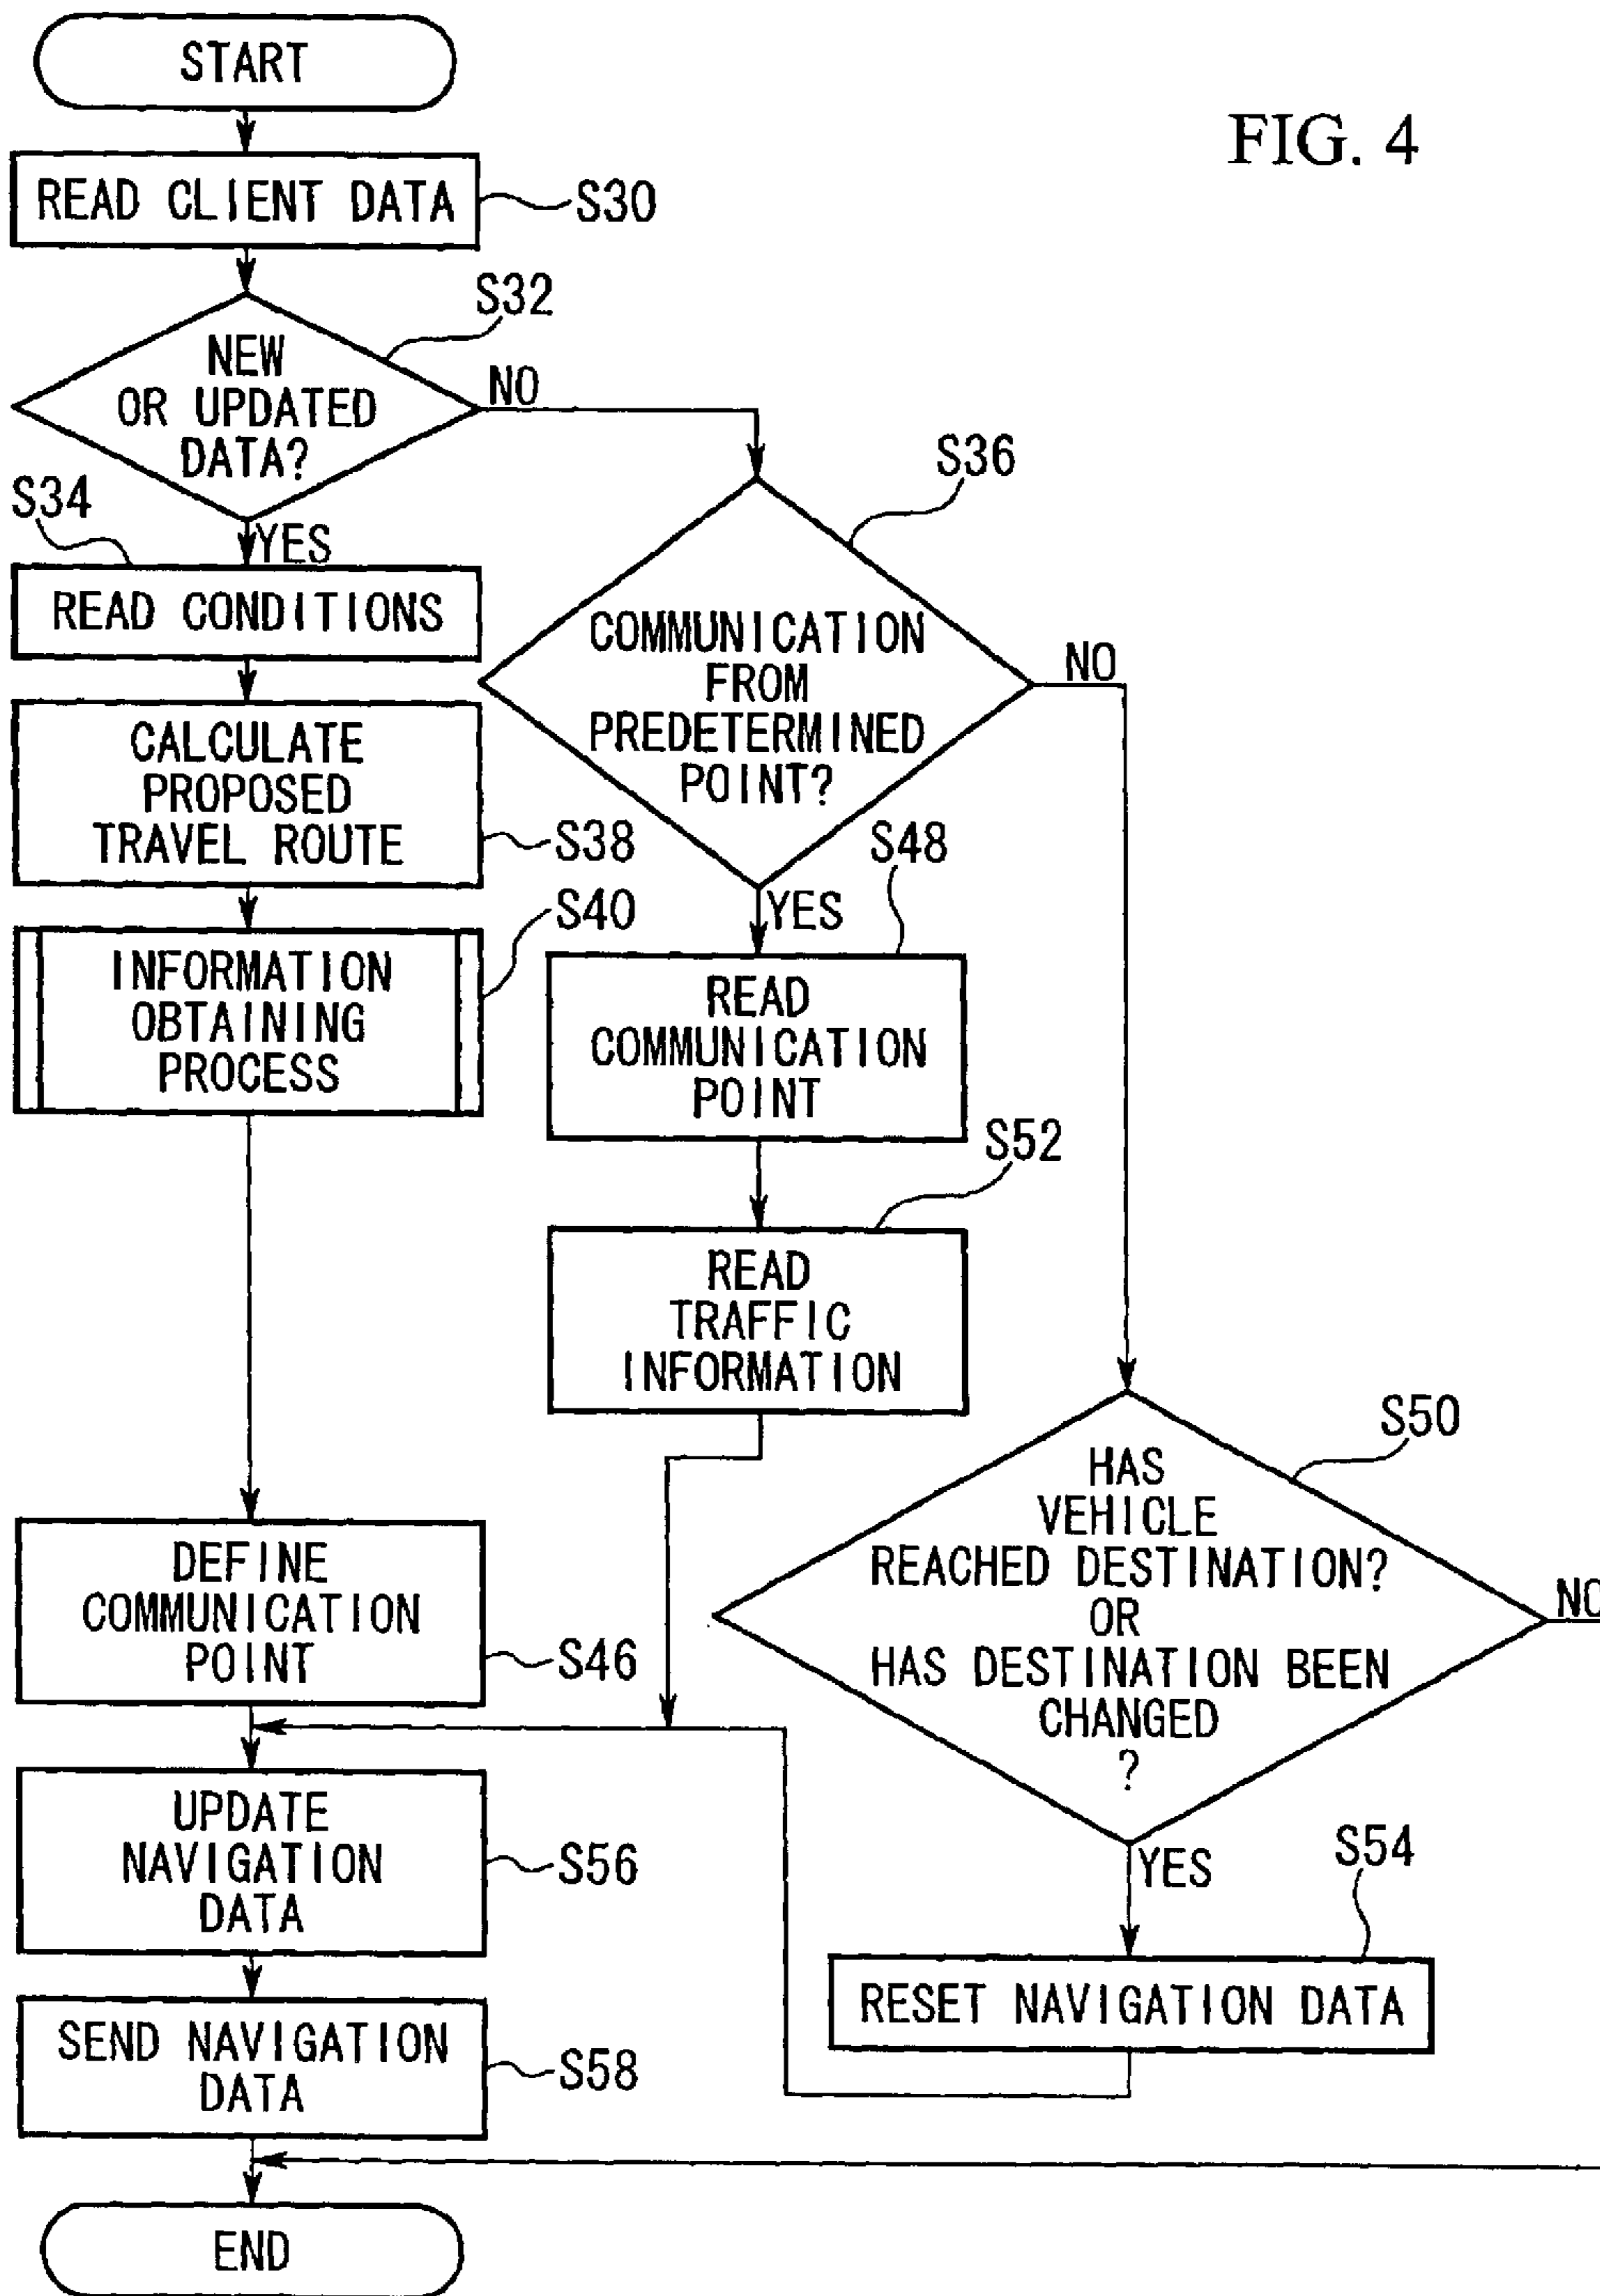 START
FIG. 4
READ CLIENT DATA
S30
S32
NEW
OR UPDATED
DATA?
NO
YES
S34
READ CONDITIONS
S36
COMMUNICATION
FROM
PREDETERMINED
POINT?
NO
YES
CALCULATE
PROPOSED
TRAVEL ROUTE
S38
S40
INFORMATION
OBTAINING
PROCESS
S48
READ
COMMUNICATION
POINT
S52
READ
TRAFFIC
INFORMATION
S50
HAS
VEHICLE
REACHED DESTINATION?
OR
HAS DESTINATION BEEN
CHANGED
?
NO
YES
DEFINE
COMMUNICATION
POINT
S46
UPDATE
NAVIGATION
DATA
S56
S54
RESET NAVIGATION DATA
SEND NAVIGATION
DATA
S58
END